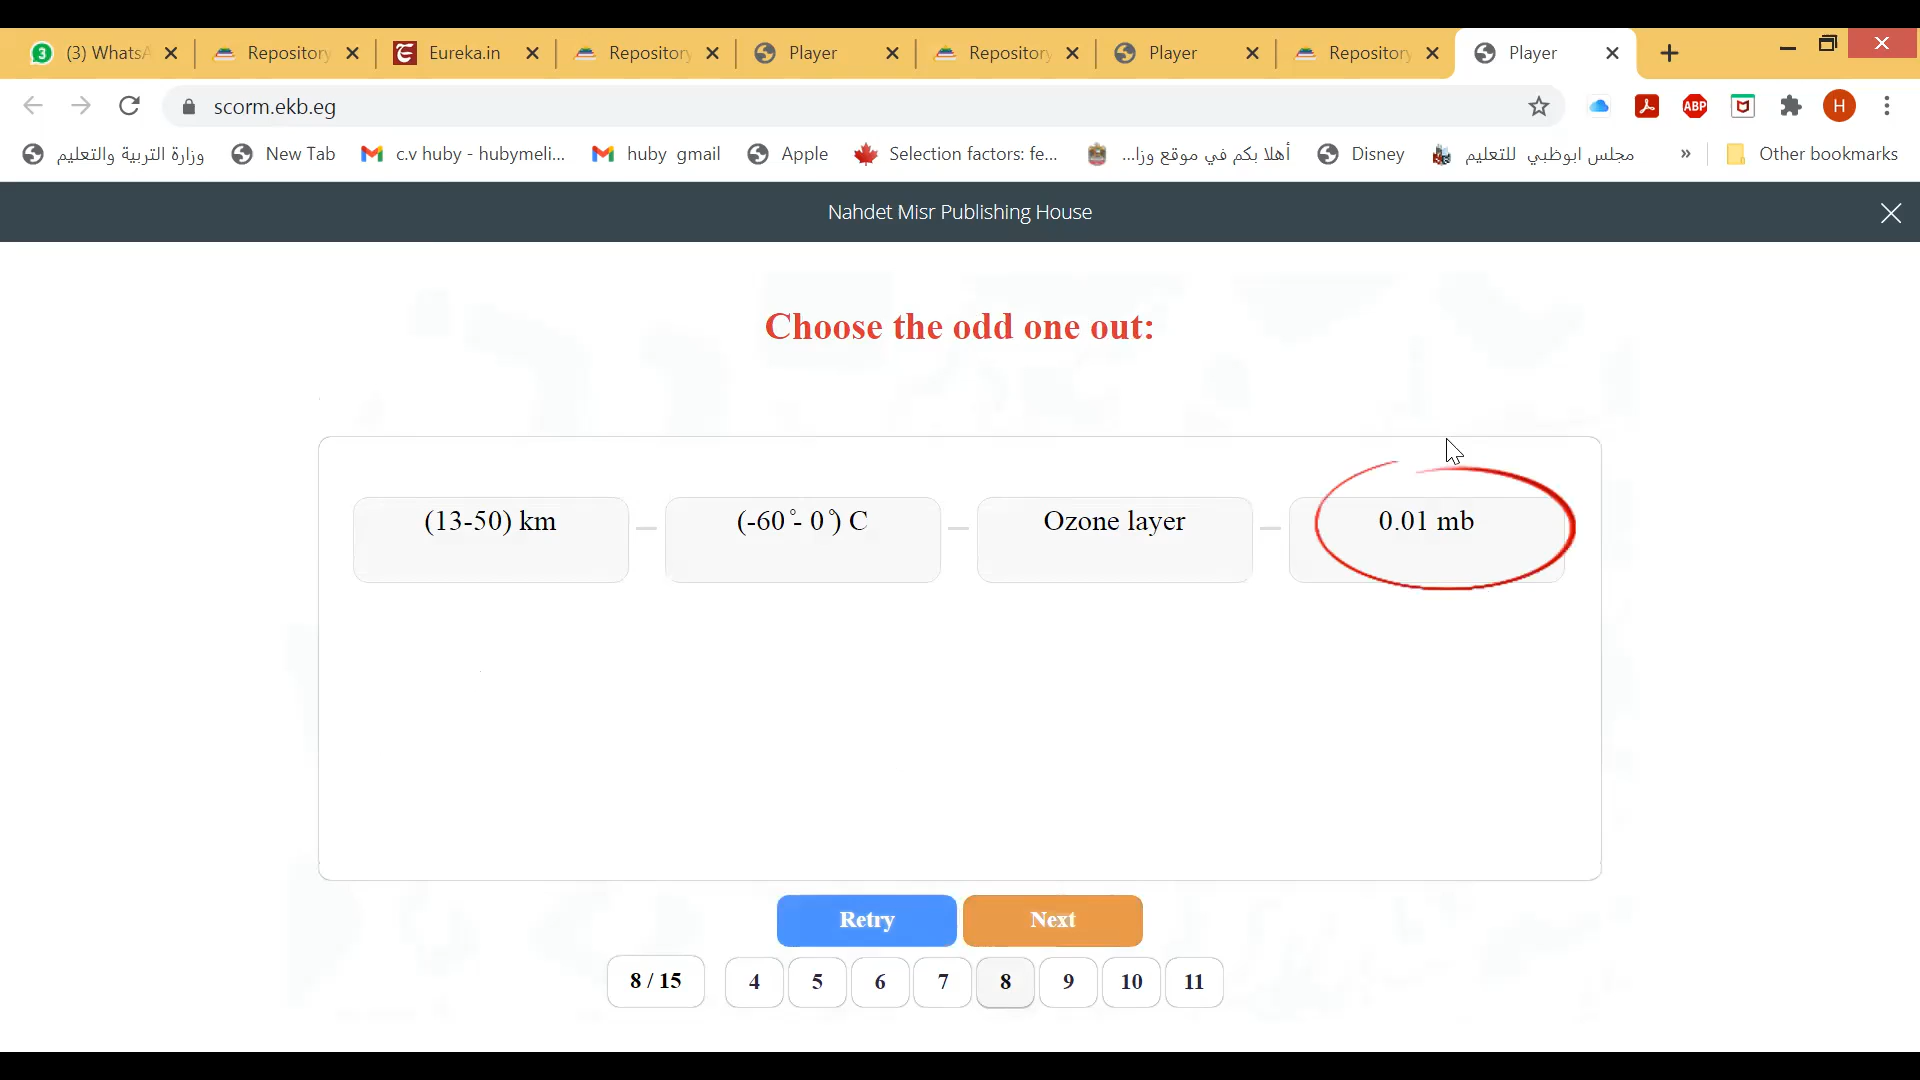 3 (3) WhatsA Repository Eureka.in Repository Player Repository Player Repository Player
scorm.ekb.eg ABP H
وزارة التربية والتعليم New Tab c.v huby - hubymeli... huby gmail Apple Selection factors: fe... أهلا بكم في موقع وزا... Disney مجلس ابوظبي للتعليم » Other bookmarks
Nahdet Misr Publishing House
Choose the odd one out:
(13-50) km (-60°- 0°) C Ozone layer 0.01 mb
Retry Next
8 / 15 4 5 6 7 8 9 10 11